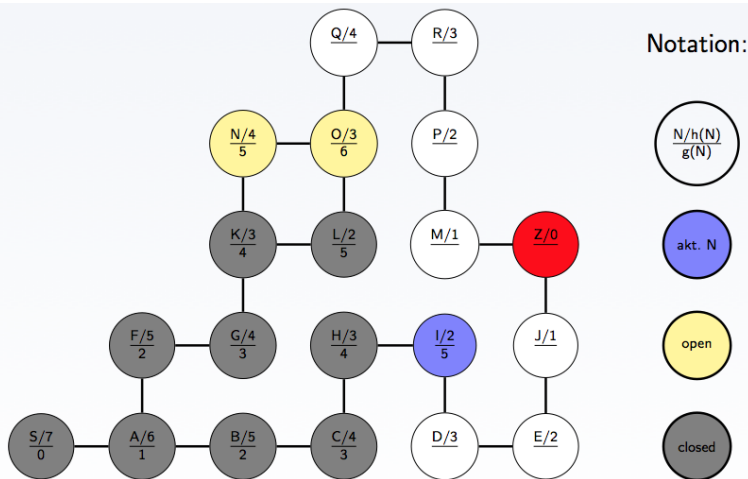 Q/4
R/3
Notation:
N/4
5
O/3
6
P/2
N/h(N)
g(N)
K/3
4
L/2
5
M/1
Z/0
akt. N
F/5
2
G/4
3
H/3
4
I/2
5
J/1
open
S/7
0
A/6
1
B/5
2
C/4
3
D/3
E/2
closed